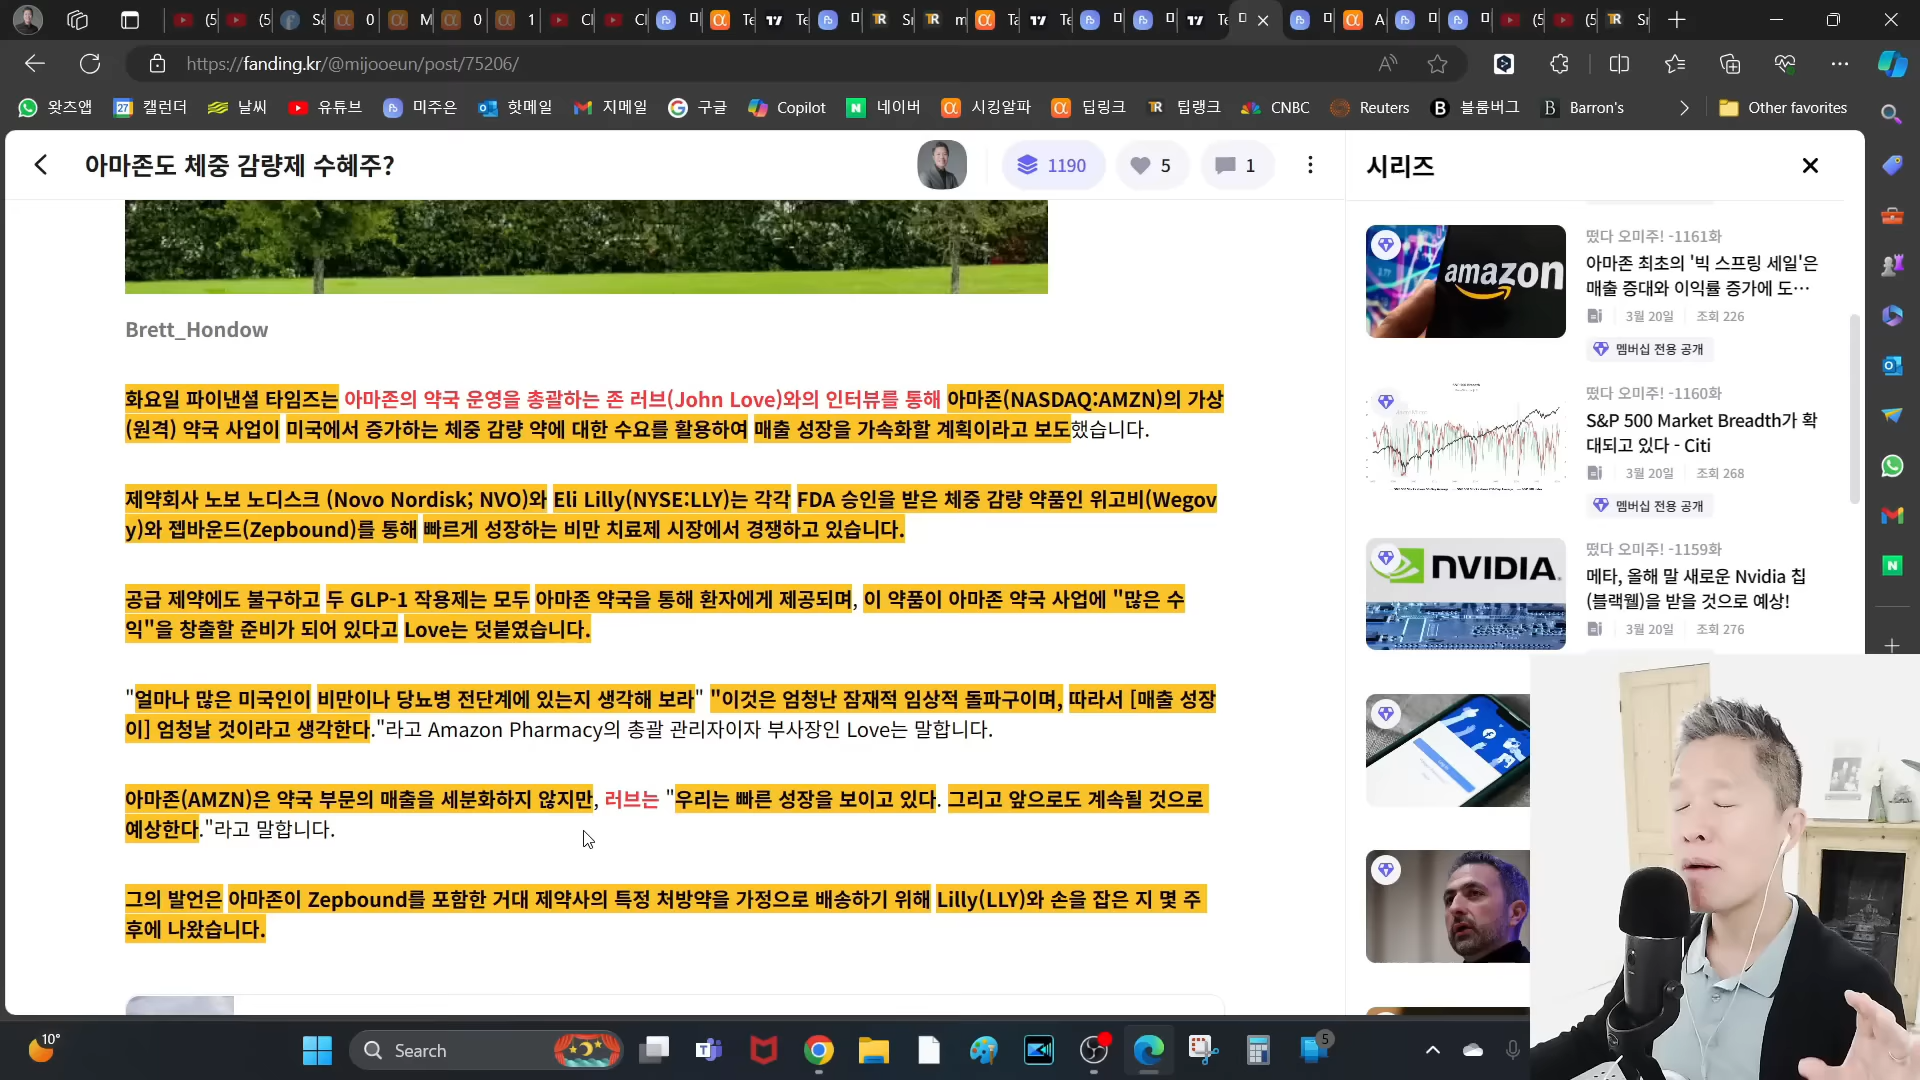 (5
(5
S&
0
M
0
1
Cl
Cl
Te
Te
Sr
m
Ta
Te
Te
A
(5
(5
Sr
https://fanding.kr/@mijooeun/post/75206/
왓츠앱
캘런더
날씨
유튜브
미주은
핫메일
지메일
구글
Copilot
네이버
시킹알파
딥링크
팁랭크
CNBC
Reuters
블룸버그
Barron's
Other favorites
아마존도 체중 감량제 수혜주?
1190
5
1
Brett_Hondow
화요일 파이낸셜 타임즈는 아마존의 약국 운영을 총괄하는 존 러브(John Love)와의 인터뷰를 통해 아마존(NASDAQ:AMZN)의 가상
(원격) 약국 사업이 미국에서 증가하는 체중 감량 약에 대한 수요를 활용하여 매출 성장을 가속화할 계획이라고 보도했습니다.
제약회사 노보 노디스크 (Novo Nordisk; NVO)와 Eli Lilly(NYSE:LLY)는 각각 FDA 승인을 받은 체중 감량 약품인 위고비(Wegov
y)와 젭바운드(Zepbound)를 통해 빠르게 성장하는 비만 치료제 시장에서 경쟁하고 있습니다.
공급 제약에도 불구하고 두 GLP-1 작용제는 모두 아마존 약국을 통해 환자에게 제공되며, 이 약품이 아마존 약국 사업에 "많은 수
익"을 창출할 준비가 되어 있다고 Love는 덧붙였습니다.
"얼마나 많은 미국인이 비만이나 당뇨병 전단계에 있는지 생각해 보라" "이것은 엄청난 잠재적 임상적 돌파구이며, 따라서 [매출 성장
이] 엄청날 것이라고 생각한다."라고 Amazon Pharmacy의 총괄 관리자이자 부사장인 Love는 말합니다.
아마존(AMZN)은 약국 부문의 매출을 세분화하지 않지만, 러브는 "우리는 빠른 성장을 보이고 있다. 그리고 앞으로도 계속될 것으로
예상한다."라고 말합니다.
그의 발언은 아마존이 Zepbound를 포함한 거대 제약사의 특정 처방약을 가정으로 배송하기 위해 Lilly(LLY)와 손을 잡은 지 몇 주
후에 나왔습니다.
시리즈
amazon
떴다 오미주! -1161화
아마존 최초의 '빅 스프링 세일'은
매출 증대와 이익률 증가에 도…
3월 20일 조회 226
멤버십 전용 공개
떴다 오미주! -1160화
S&P 500 Market Breadth가 확
대되고 있다 - Citi
3월 20일 조회 268
멤버십 전용 공개
NVIDIA.
떴다 오미주! -1159화
메타, 올해 말 새로운 Nvidia 칩
(블랙웰)을 받을 것으로 예상!
3월 20일 조회 276
10°
Search
5